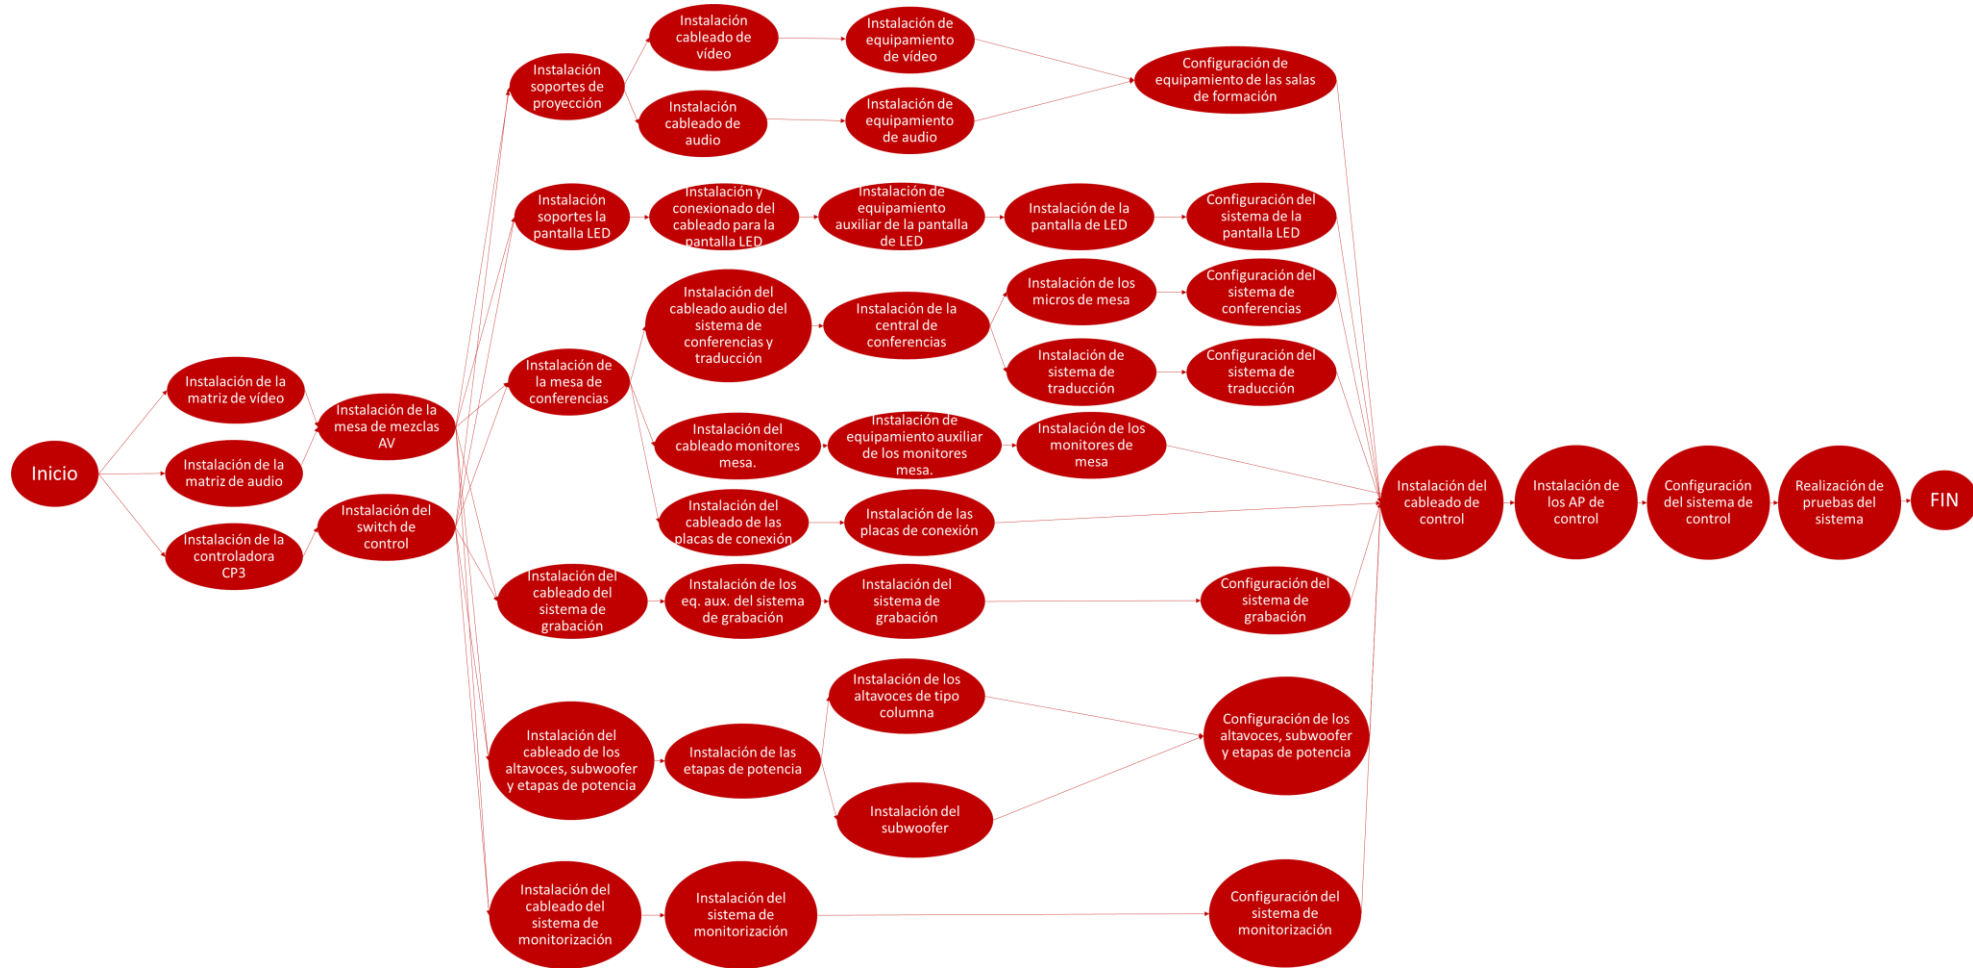 Inicio
Instalación de la
matriz de vídeo
Instalación de la
matriz de audio
Instalación de la
controladora
CP3
Instalación de la
mesa de mezclas
AV
Instalación del
switch de
control
Instalación
soportes de
proyección
Instalación
cableado de
vídeo
Instalación de
equipamiento
de vídeo
Instalación
cableado de
audio
Instalación de
equipamiento
de audio
Configuración de
equipamiento de las salas
de formación
Instalación
soportes la
pantalla LED
Instalación y
conexionado del
cableado para la
pantalla LED
Instalación de
equipamiento
auxiliar de la pantalla
de LED
Instalación de la
pantalla de LED
Configuración del
sistema de la
pantalla LED
Instalación de
la mesa de
conferencias
Instalación del
cableado audio del
sistema de
conferencias y
traducción
Instalación de la
central de
conferencias
Instalación de los
micros de mesa
Configuración del
sistema de
conferencias
Instalación de
sistema de
traducción
Configuración del
sistema de
traducción
Instalación del
cableado monitores
mesa.
Instalación de
equipamiento auxiliar
de los monitores
mesa.
Instalación de los
monitores de
mesa
Instalación del
cableado de las
placas de conexión
Instalación de las
placas de conexión
Instalación del
cableado del
sistema de
grabación
Instalación de los
eq. aux. del sistema
de grabación
Instalación del
sistema de
grabación
Configuración del
sistema de
grabación
Instalación del
cableado de los
altavoces, subwoofer
y etapas de potencia
Instalación de las
etapas de potencia
Instalación de los
altavoces de tipo
columna
Instalación del
subwoofer
Configuración de los
altavoces, subwoofer
y etapas de potencia
Instalación del
cableado del
sistema de
monitorización
Instalación del
sistema de
monitorización
Configuración del
sistema de
monitorización
Instalación del
cableado de
control
Instalación de
los AP de
control
Configuración
del sistema de
control
Realización de
pruebas del
sistema
FIN